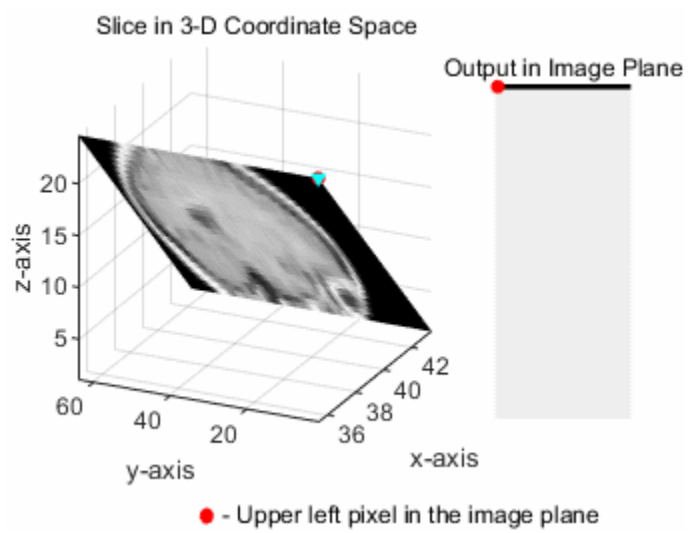 Slice in 3-D Coordinate Space
Output in Image Plane
20
15
10
5
z-axis
60
40
20
y-axis
42
40
38
36
x-axis
- Upper left pixel in the image plane